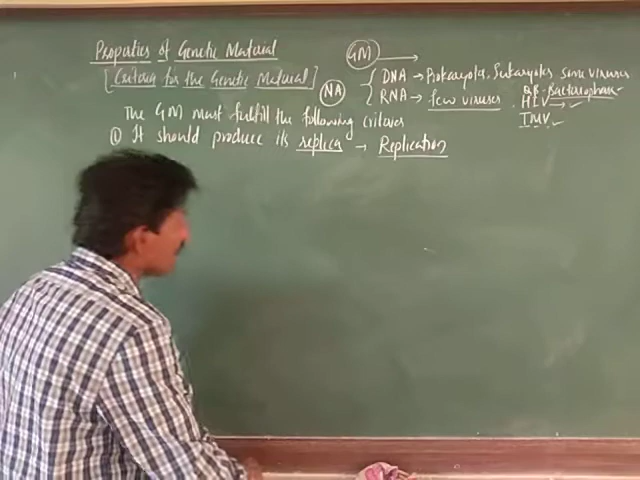 Properties of Genetic Material
[Criteria for the Genetic Material]
GM →
NA
DNA → Prokaryotes, Eukaryotes, Some viruses
RNA → few viruses.
Qβ - Bacteriophage
HIV → ✓
TMV ✓
The GM must fulfill the following criteria
① It should produce its replica → Replication